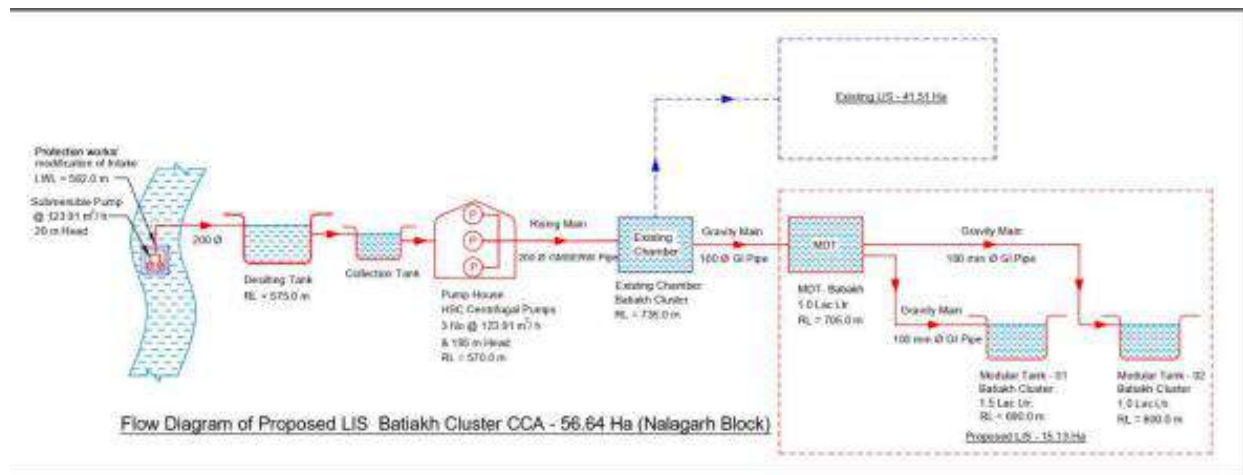 Existing LIS - 41.51 Ha
Protection works/
modification of Intake
LWL = 562.0 m
Submersible Pump
@ 123.91 m³/h
20 m Head
200 Ø
Desilting Tank
RL = 575.0 m
Collection Tank
P
P
P
Pump House
HSC Centrifugal Pumps
3 No @ 123.91 m³/h
& 195 m Head
RL = 570.0 m
Rising Main
200 Ø GMSERW Pipe
Existing
Chamber
Existing Chamber
Batiakh Cluster
RL = 735.0 m
Gravity Main
100 Ø GI Pipe
MDT
MDT- Batiakh
1.0 Lac Ltr
RL = 705.0 m
Gravity Main
100 mm Ø GI Pipe
Gravity Main
100 mm Ø GI Pipe
Modular Tank - 01
Batiakh Cluster
1.5 Lac Ltr.
RL = 690.0 m
Modular Tank - 02
Batiakh Cluster
1.0 Lac Ltr
Proposed LIS - 15.13 Ha
Flow Diagram of Proposed LIS Batiakh Cluster CCA - 56.64 Ha (Nalagarh Block)